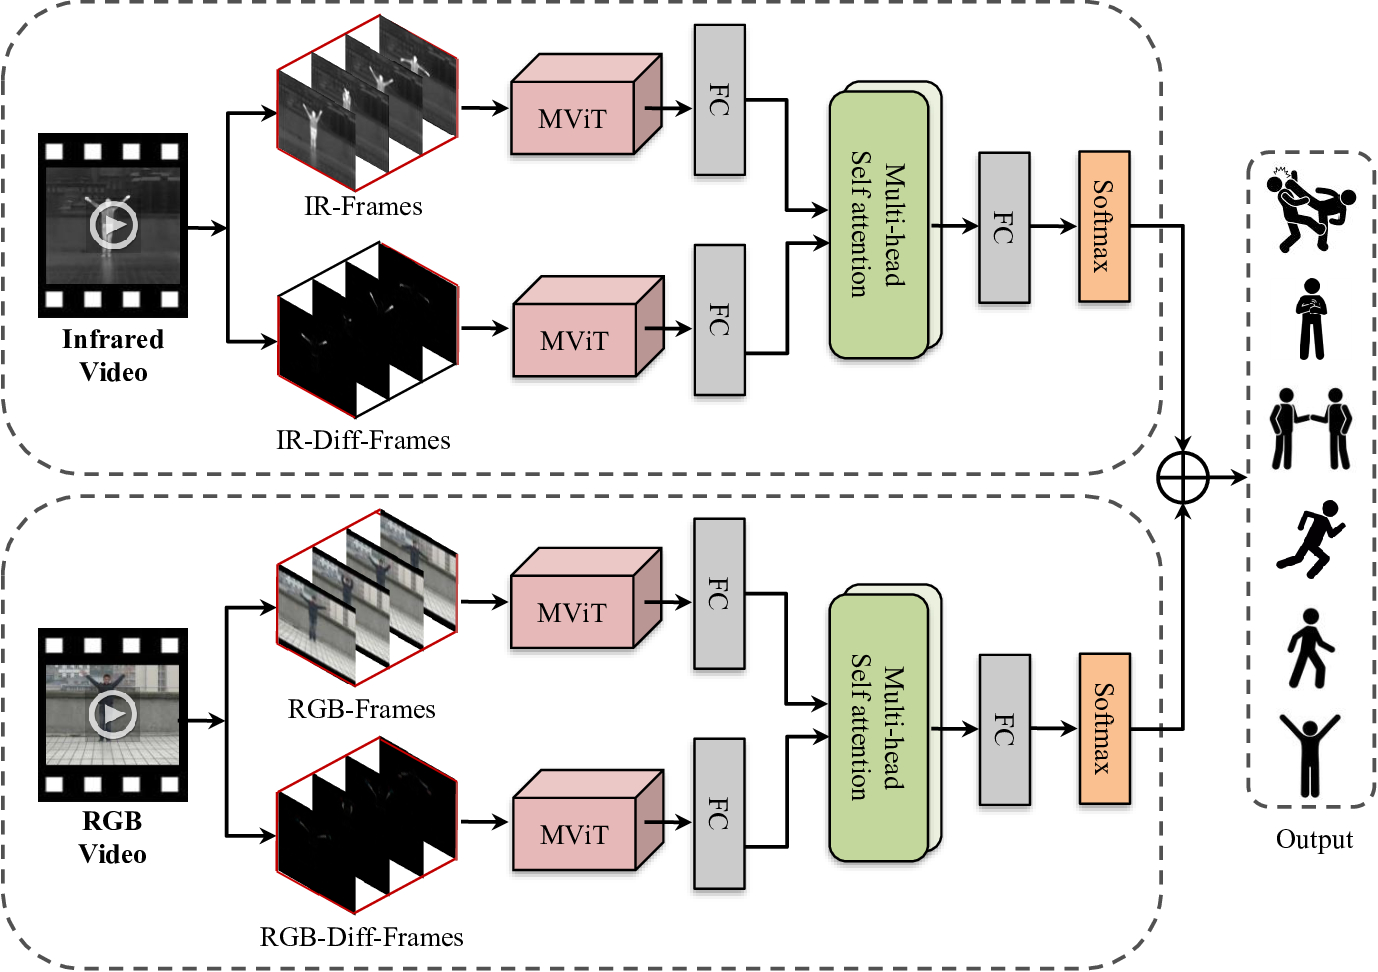 IR-Frames
MViT
FC
Infrared
Video
IR-Diff-Frames
MViT
FC
Multi-head
Self attention
FC
Softmax
RGB-Frames
MViT
FC
RGB
Video
RGB-Diff-Frames
MViT
FC
Multi-head
Self attention
FC
Softmax
Output